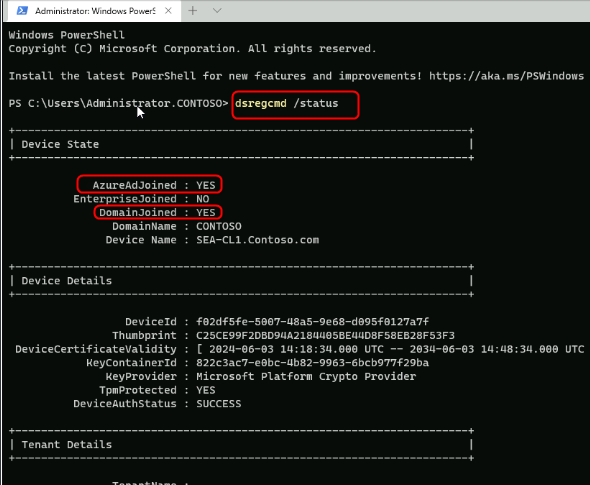 Administrator: Windows PowerS
Windows PowerShell
Copyright (C) Microsoft Corporation. All rights reserved.
Install the latest PowerShell for new features and improvements! https://aka.ms/PSWindows
PS C:\Users\Administrator.CONTOSO> dsregcmd /status
+----------------------------------------------------------------------+
| Device State                                                         |
+----------------------------------------------------------------------+
AzureAdJoined : YES
EnterpriseJoined : NO
DomainJoined : YES
DomainName : CONTOSO
Device Name : SEA-CL1.Contoso.com
+----------------------------------------------------------------------+
| Device Details                                                       |
+----------------------------------------------------------------------+
DeviceId : f02df5fe-5007-48a5-9e68-d095f0127a7f
Thumbprint : C25CE99F2DBD94A2184405BE44D8F58EB28F53F3
DeviceCertificateValidity : [ 2024-06-03 14:18:34.000 UTC -- 2034-06-03 14:48:34.000 UTC
KeyContainerId : 822c3ac7-e0bc-4b82-9963-6bcb977f29ba
KeyProvider : Microsoft Platform Crypto Provider
TpmProtected : YES
DeviceAuthStatus : SUCCESS
+----------------------------------------------------------------------+
| Tenant Details                                                       |
+----------------------------------------------------------------------+
TenantName :